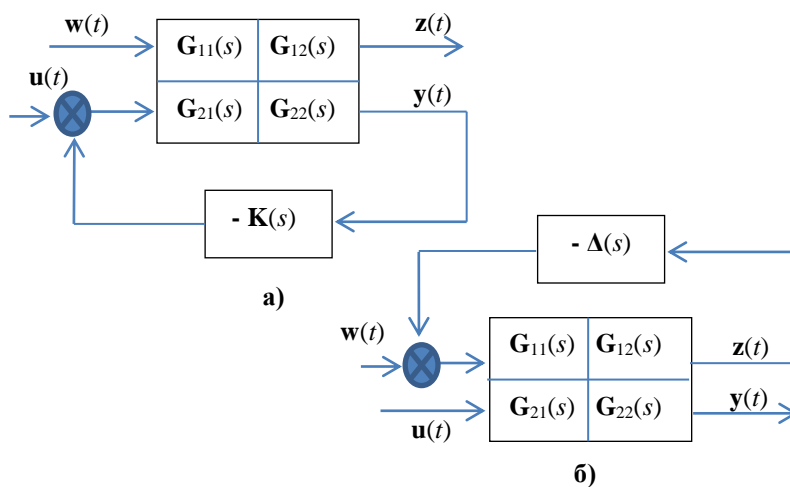 w(t)
G₁₁(s) G₁₂(s)
z(t)
u(t)
G₂₁(s) G₂₂(s)
y(t)
- K(s)
а)
- Δ(s)
w(t)
G₁₁(s) G₁₂(s)
z(t)
G₂₁(s) G₂₂(s)
y(t)
u(t)
б)